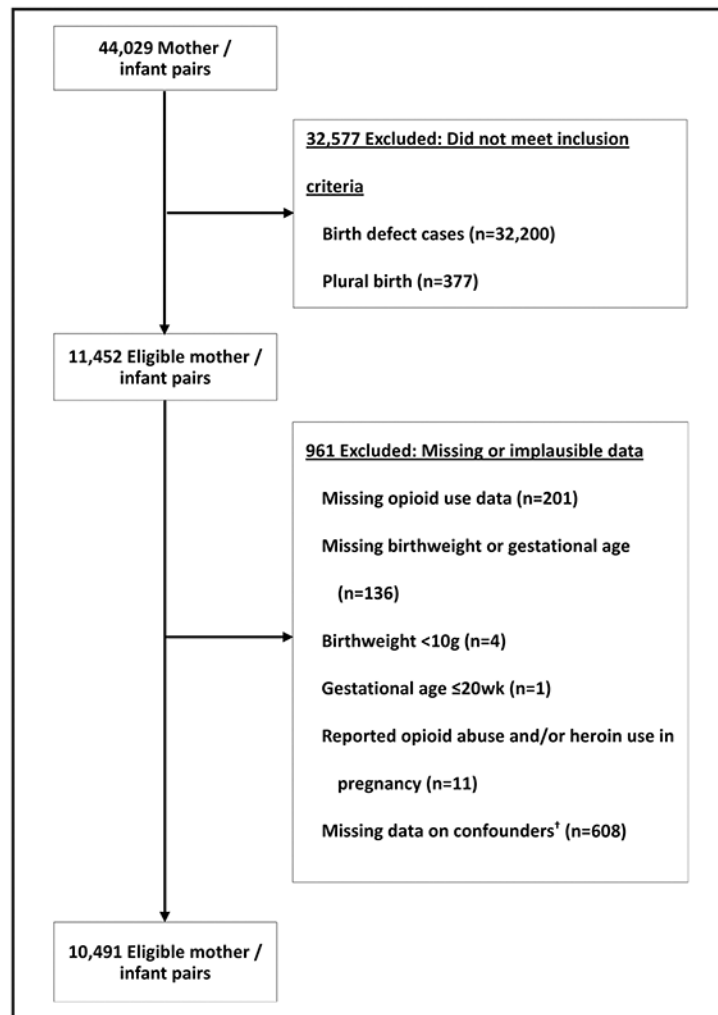 44,029 Mother /
infant pairs
32,577 Excluded: Did not meet inclusion
criteria
Birth defect cases (n=32,200)
Plural birth (n=377)
11,452 Eligible mother /
infant pairs
961 Excluded: Missing or implausible data
Missing opioid use data (n=201)
Missing birthweight or gestational age
(n=136)
Birthweight <10g (n=4)
Gestational age ≤20wk (n=1)
Reported opioid abuse and/or heroin use in
pregnancy (n=11)
Missing data on confounders† (n=608)
10,491 Eligible mother /
infant pairs